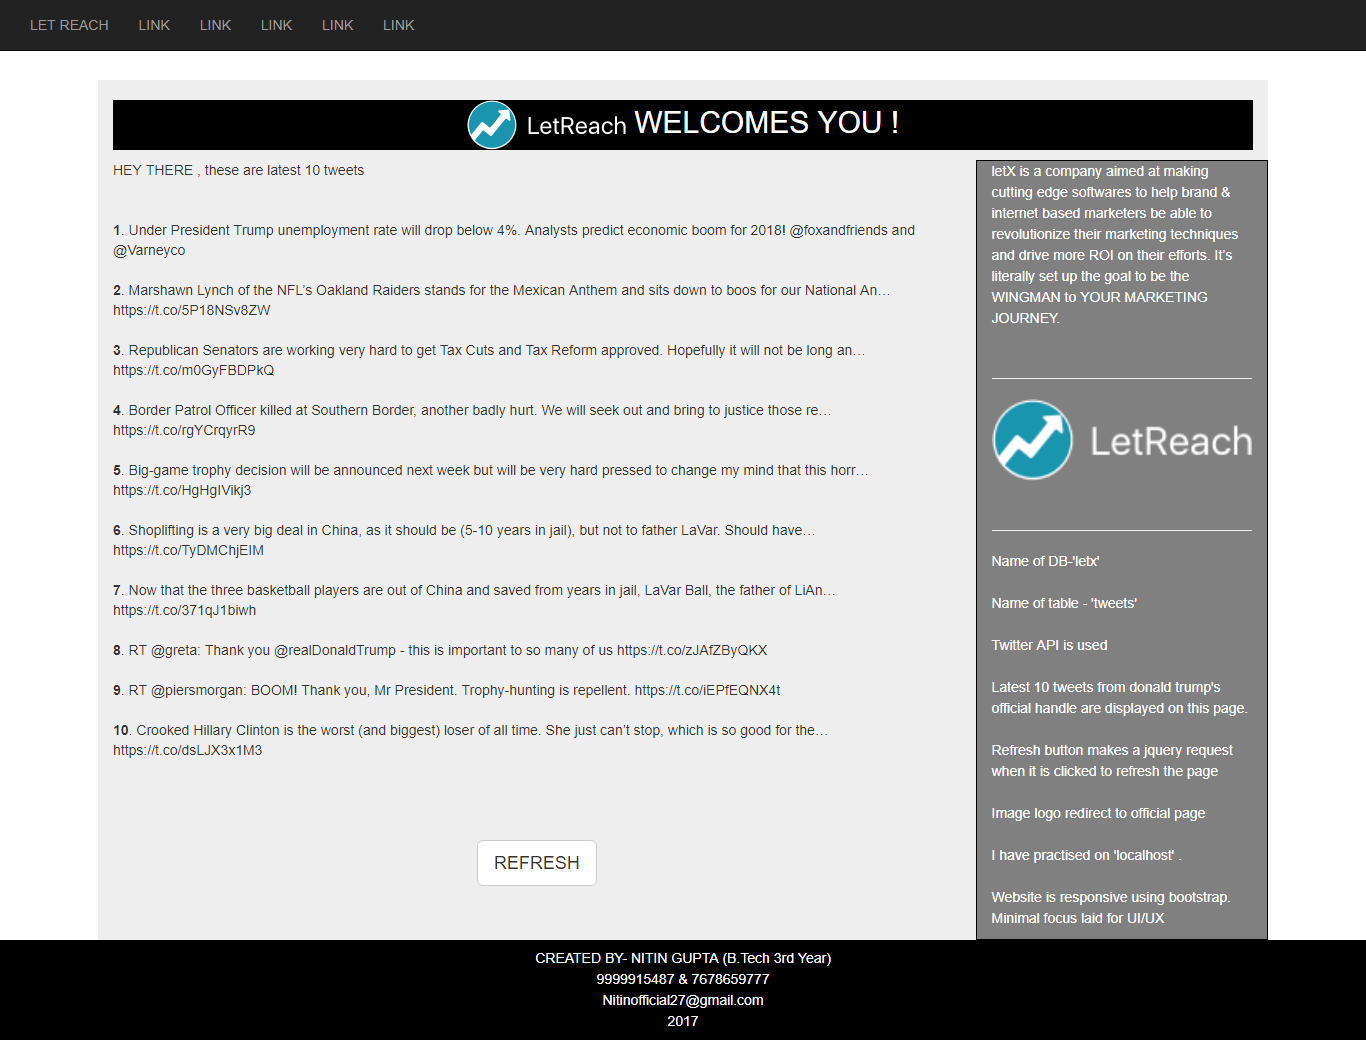 LET REACH LINK LINK LINK LINK LINK
LetReach WELCOMES YOU !
HEY THERE , these are latest 10 tweets
1. Under President Trump unemployment rate will drop below 4%. Analysts predict economic boom for 2018! @foxandfriends and
@Varneyco
2. Marshawn Lynch of the NFL’s Oakland Raiders stands for the Mexican Anthem and sits down to boos for our National An…
https://t.co/5P18NSv8ZW
3. Republican Senators are working very hard to get Tax Cuts and Tax Reform approved. Hopefully it will not be long an…
https://t.co/m0GyFBDPkQ
4. Border Patrol Officer killed at Southern Border, another badly hurt. We will seek out and bring to justice those re…
https://t.co/rgYCrqyrR9
5. Big-game trophy decision will be announced next week but will be very hard pressed to change my mind that this horr…
https://t.co/HgHgIVikj3
6. Shoplifting is a very big deal in China, as it should be (5-10 years in jail), but not to father LaVar. Should have…
https://t.co/TyDMChjEIM
7. Now that the three basketball players are out of China and saved from years in jail, LaVar Ball, the father of LiAn…
https://t.co/371qJ1biwh
8. RT @greta: Thank you @realDonaldTrump - this is important to so many of us https://t.co/zJAfZByQKX
9. RT @piersmorgan: BOOM! Thank you, Mr President. Trophy-hunting is repellent. https://t.co/iEPfEQNX4t
10. Crooked Hillary Clinton is the worst (and biggest) loser of all time. She just can’t stop, which is so good for the…
https://t.co/dsLJX3x1M3
REFRESH
letX is a company aimed at making
cutting edge softwares to help brand &
internet based marketers be able to
revolutionize their marketing techniques
and drive more ROI on their efforts. It’s
literally set up the goal to be the
WINGMAN to YOUR MARKETING
JOURNEY.
LetReach
Name of DB-'letx'
Name of table - 'tweets'
Twitter API is used
Latest 10 tweets from donald trump's
official handle are displayed on this page.
Refresh button makes a jquery request
when it is clicked to refresh the page
Image logo redirect to official page
I have practised on 'localhost' .
Website is responsive using bootstrap.
Minimal focus laid for UI/UX
CREATED BY- NITIN GUPTA (B.Tech 3rd Year)
9999915487 & 7678659777
Nitinofficial27@gmail.com
2017